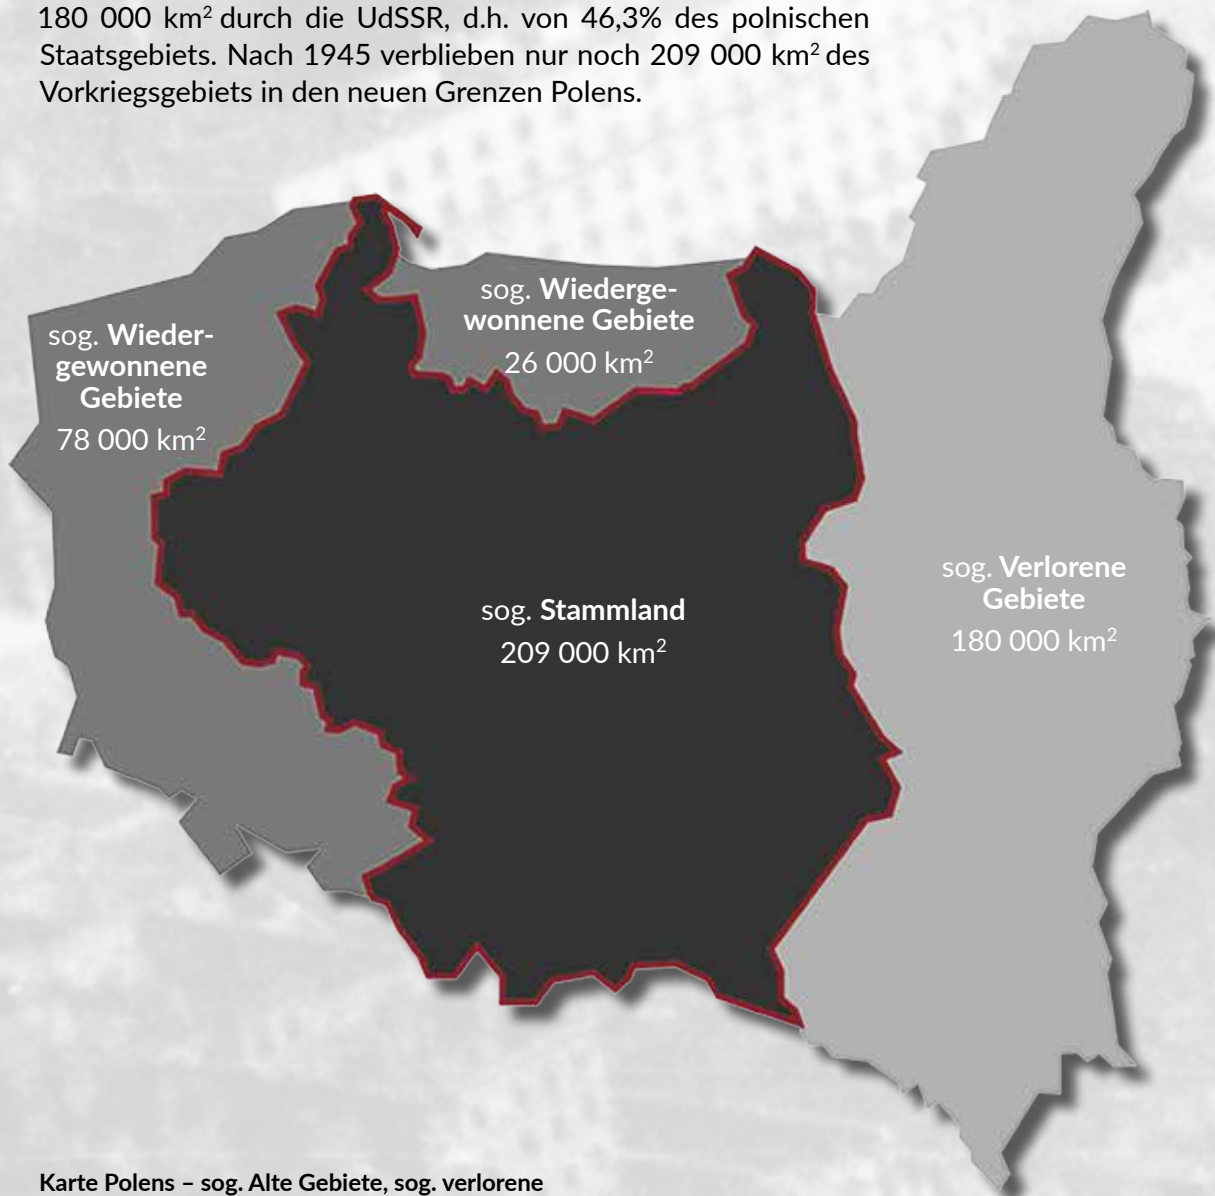 180 000 km² durch die UdSSR, d.h. von 46,3% des polnischen
Staatsgebiets. Nach 1945 verblieben nur noch 209 000 km² des
Vorkriegsgebiets in den neuen Grenzen Polens.
sog. Wieder-
gewonnene
Gebiete
78 000 km²
sog. Wiederge-
wonnene Gebiete
26 000 km²
sog. Stammland
209 000 km²
sog. Verlorene
Gebiete
180 000 km²
Karte Polens – sog. Alte Gebiete, sog. verlorene